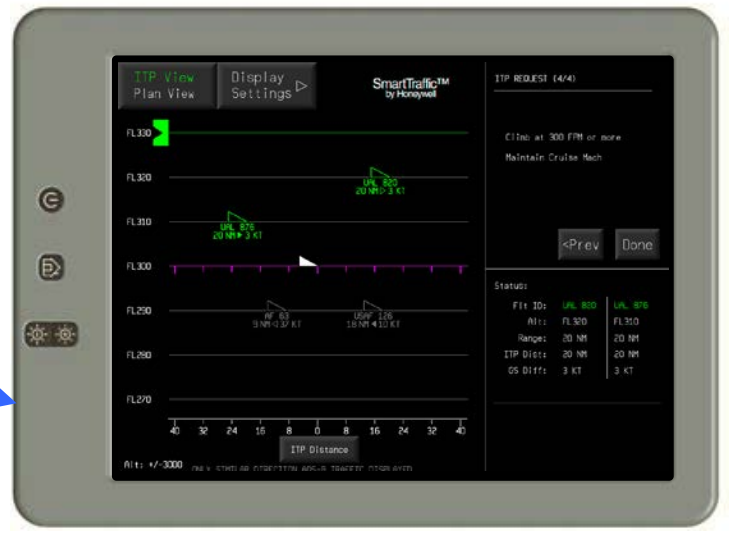 ITP View
Plan View
Display
Settings
SmartTraffic™
by Honeywell
ITP REQUEST (4/4)
FL330
Climb at 300 FPM or more
Maintain Cruise Mach
FL320
UAL 820
20 NM▷3 KT
FL310
UAL 876
20 NM▶3 KT
<Prev
Done
FL300
Status:
Flt ID: UAL 820 UAL 876
Alt: FL320 FL310
Range: 20 NM 20 NM
ITP Dist: 20 NM 20 NM
GS Diff: 3 KT 3 KT
FL290
AF 63
9 NM◁37 KT
USAF 126
18 NM◀10 KT
FL280
FL270
40 32 24 16 8 0 8 16 24 32 40
ITP Distance
Alt: +/-3000
ONLY SIMILAR DIRECTION ADS-B TRAFFIC DISPLAYED